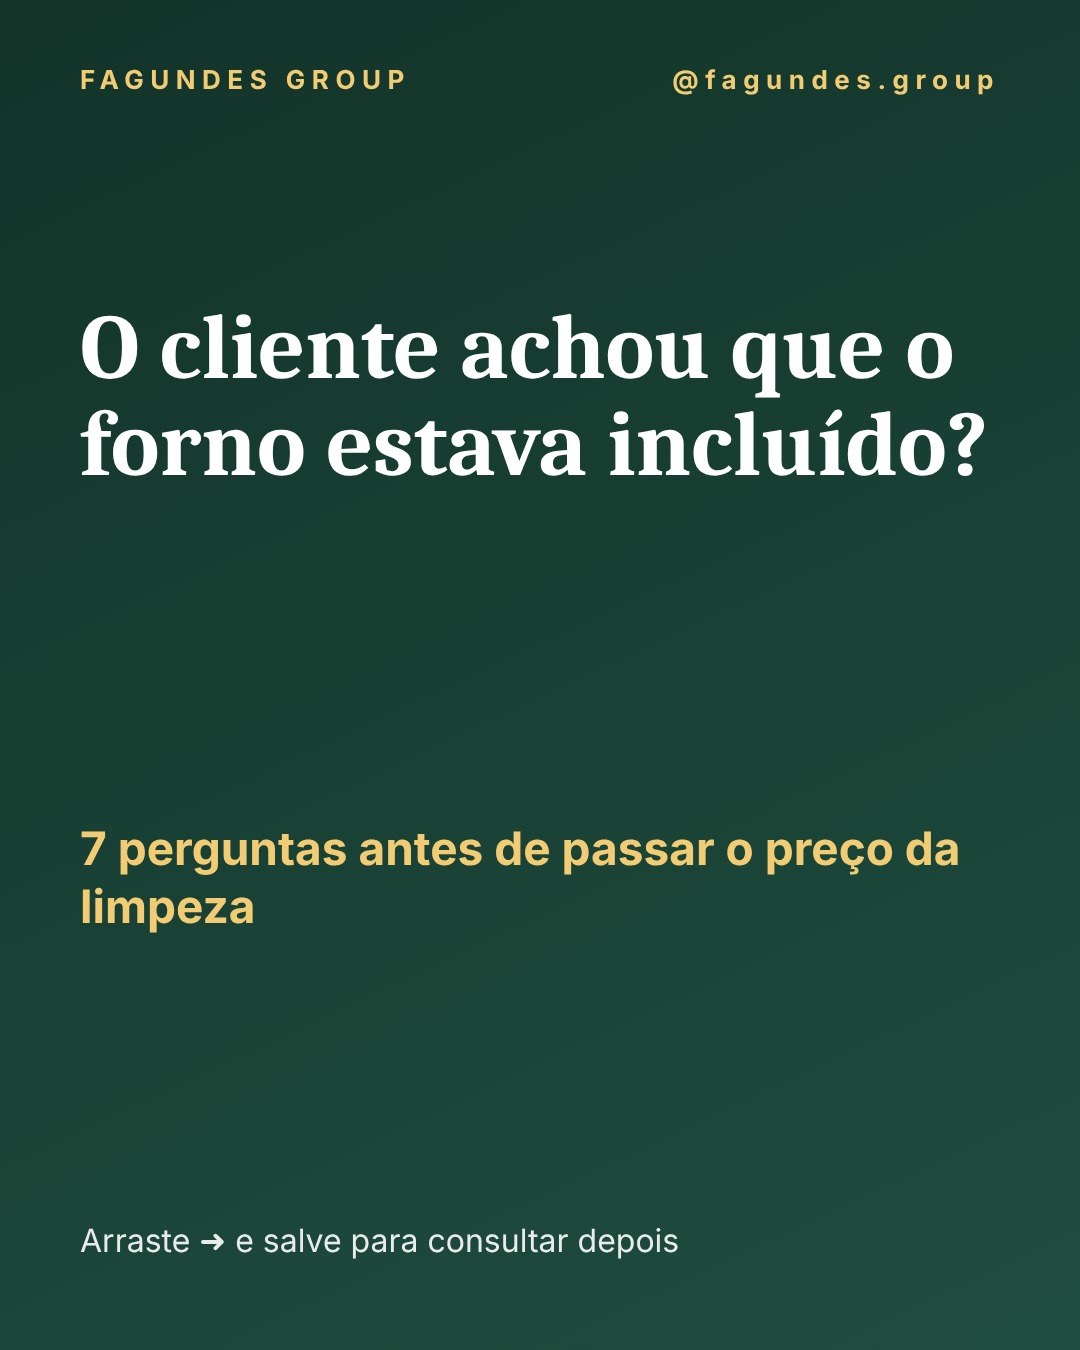 FAGUNDES GROUP
@fagundes.group
O cliente achou que o
forno estava incluído?
7 perguntas antes de passar o preço da
limpeza
Arraste ➜ e salve para consultar depois